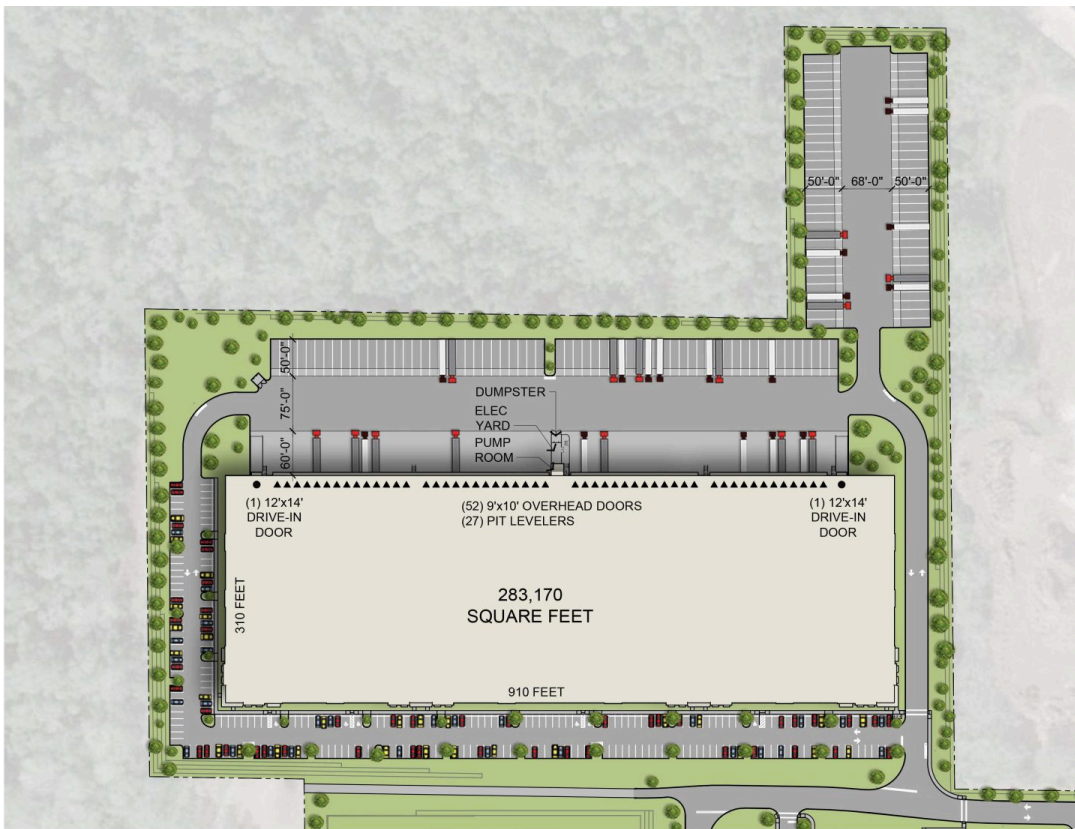 50'-0" 68'-0" 50'-0"
50'-0"
75'-0"
60'-0"
DUMPSTER
ELEC
YARD
PUMP
ROOM
(1) 12'x14'
DRIVE-IN
DOOR
(52) 9'x10' OVERHEAD DOORS
(27) PIT LEVELERS
(1) 12'x14'
DRIVE-IN
DOOR
310 FEET
283,170
SQUARE FEET
910 FEET